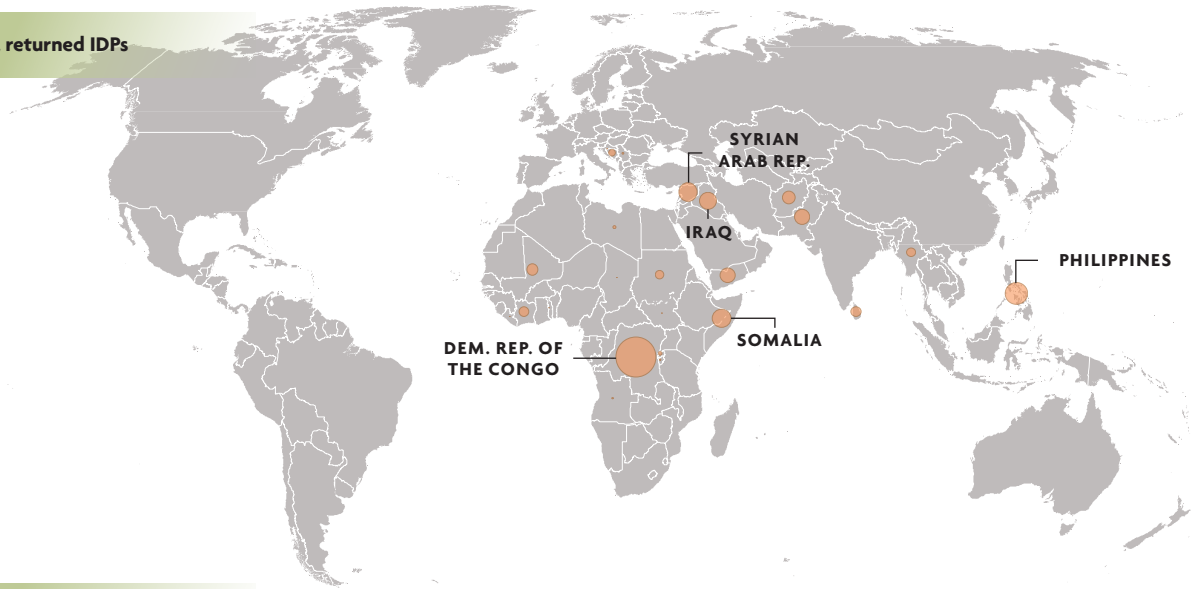 returned IDPs
SYRIAN
ARAB REP.
IRAQ
PHILIPPINES
SOMALIA
DEM. REP. OF
THE CONGO